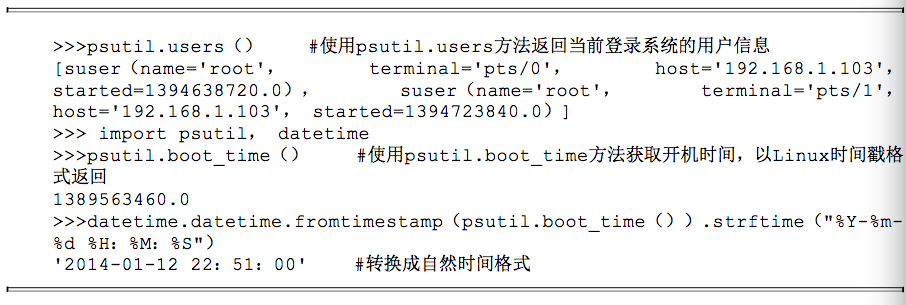 >>>psutil.users（） #使用psutil.users方法返回当前登录系统的用户信息
[suser（name='root', terminal='pts/0', host='192.168.1.103',
started=1394638720.0）, suser（name='root', terminal='pts/1',
host='192.168.1.103', started=1394723840.0）]
>>> import psutil, datetime
>>>psutil.boot_time（） #使用psutil.boot_time方法获取开机时间，以Linux时间戳格
式返回
1389563460.0
>>>datetime.datetime.fromtimestamp（psutil.boot_time（））.strftime（"%Y-%m-
%d %H：%M：%S"）
'2014-01-12 22：51：00' #转换成自然时间格式